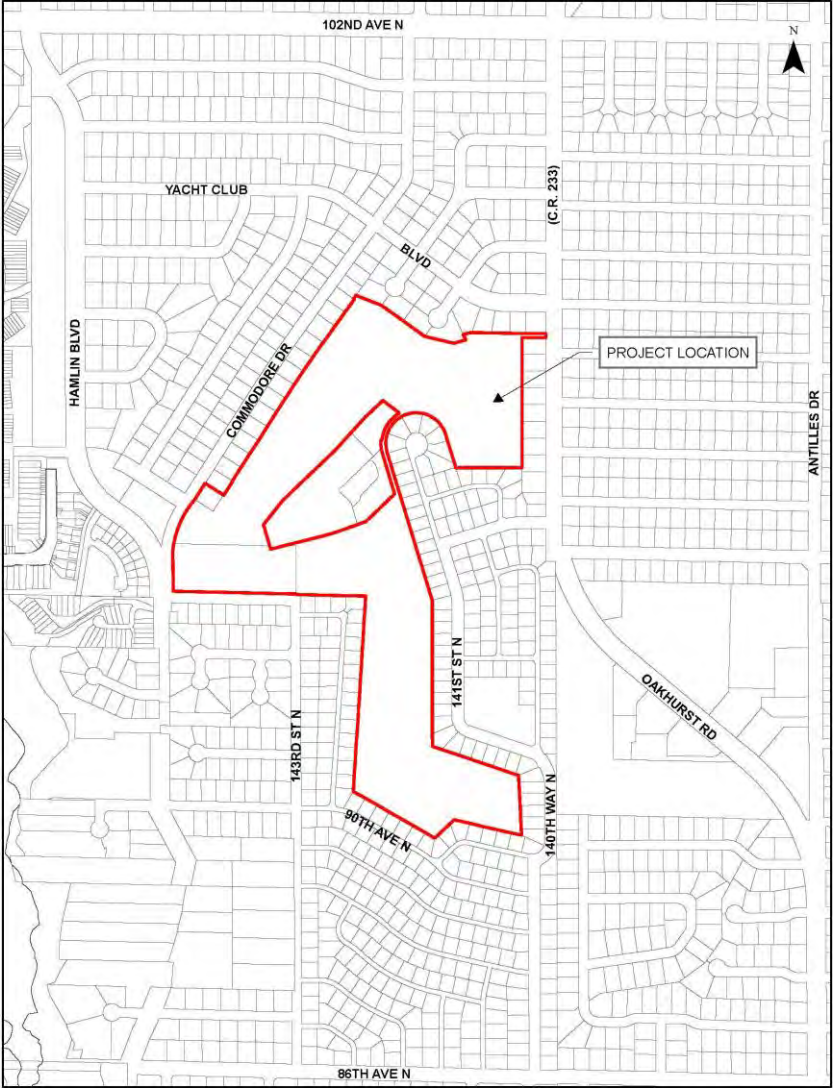 102ND AVE N
N
YACHT CLUB
(C.R. 233)
BLVD
HAMLIN BLVD
COMMODORE DR
PROJECT LOCATION
ANTILLES DR
141ST ST N
OAKHURST RD
143RD ST N
90TH AVE N
140TH WAY N
86TH AVE N